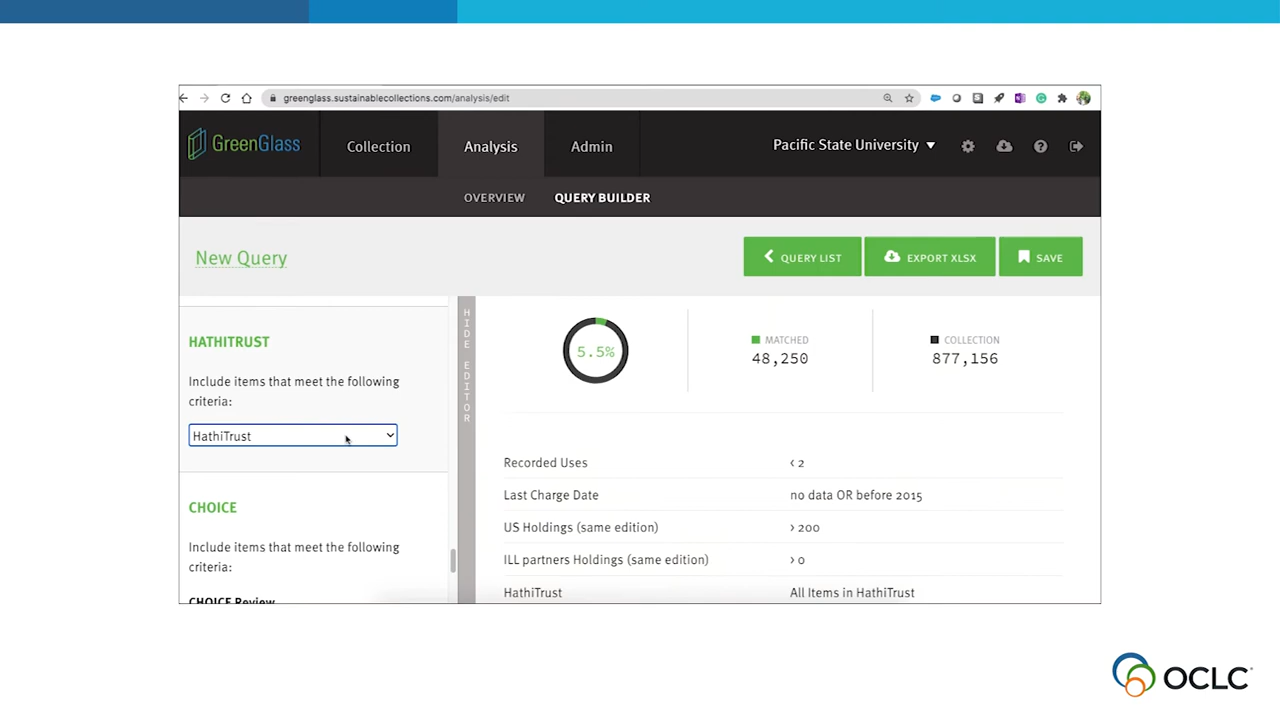 greenglass.sustainablecollections.com/analysis/edit
GreenGlass
Collection
Analysis
Admin
Pacific State University
OVERVIEW
QUERY BUILDER
New Query
QUERY LIST
EXPORT XLSX
SAVE
HATHITRUST
Include items that meet the following
criteria:
HathiTrust
CHOICE
Include items that meet the following
criteria:
CHOICE Review
HIDE EDITOR
5.5%
MATCHED
48,250
COLLECTION
877,156
Recorded Uses < 2
Last Charge Date no data OR before 2015
US Holdings (same edition) > 200
ILL partners Holdings (same edition) > 0
HathiTrust All Items in HathiTrust
OCLC